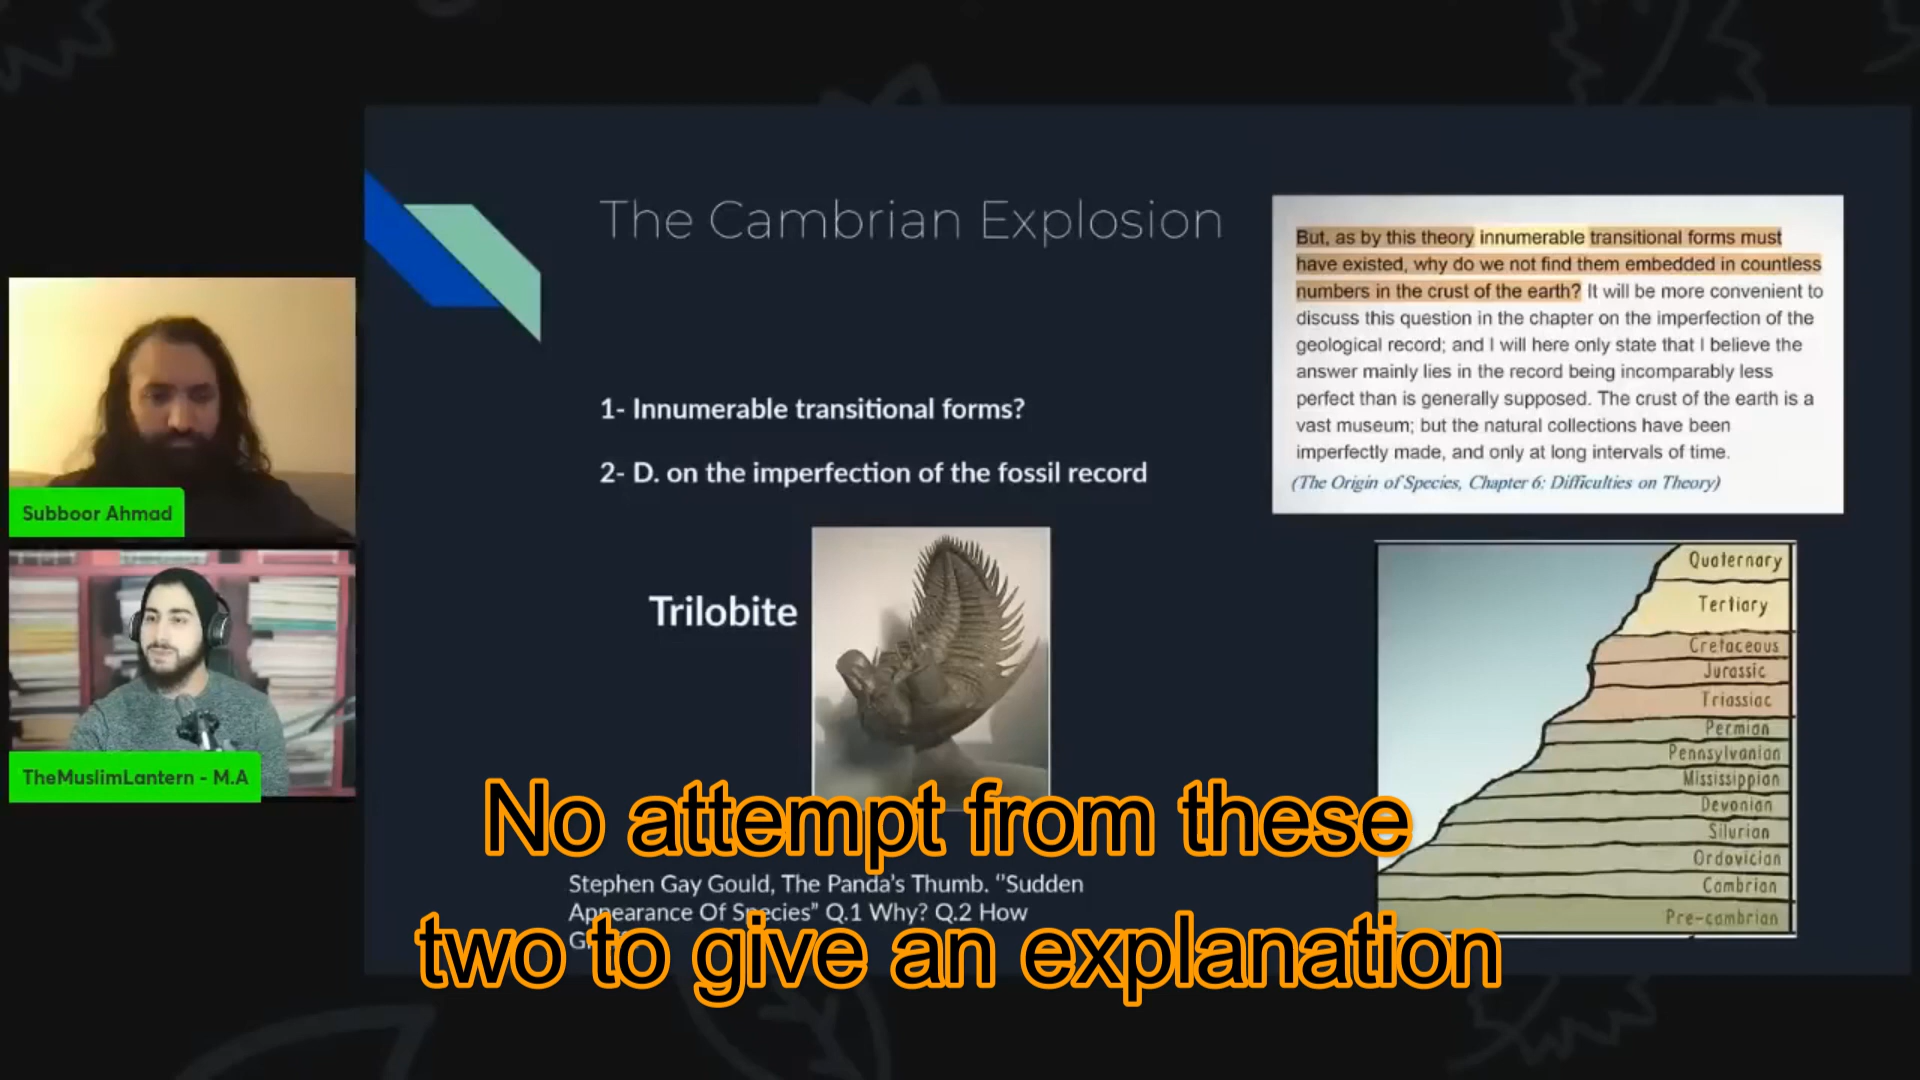 The Cambrian Explosion
But, as by this theory innumerable transitional forms must
have existed, why do we not find them embedded in countless
numbers in the crust of the earth? It will be more convenient to
discuss this question in the chapter on the imperfection of the
geological record; and I will here only state that I believe the
answer mainly lies in the record being incomparably less
perfect than is generally supposed. The crust of the earth is a
vast museum; but the natural collections have been
imperfectly made, and only at long intervals of time.
(The Origin of Species, Chapter 6: Difficulties on Theory)
1- Innumerable transitional forms?
2- D. on the imperfection of the fossil record
Subboor Ahmad
Trilobite
TheMuslimLantern - M.A
Quaternary
Tertiary
Cretaceous
Jurassic
Triassic
Permian
Pennsylvanian
Mississippian
Devonian
Silurian
Ordovician
Cambrian
Pre-cambrian
Stephen Gay Gould, The Panda's Thumb. "Sudden
Appearance Of Species" Q.1 Why? Q.2 How
No attempt from these
two to give an explanation